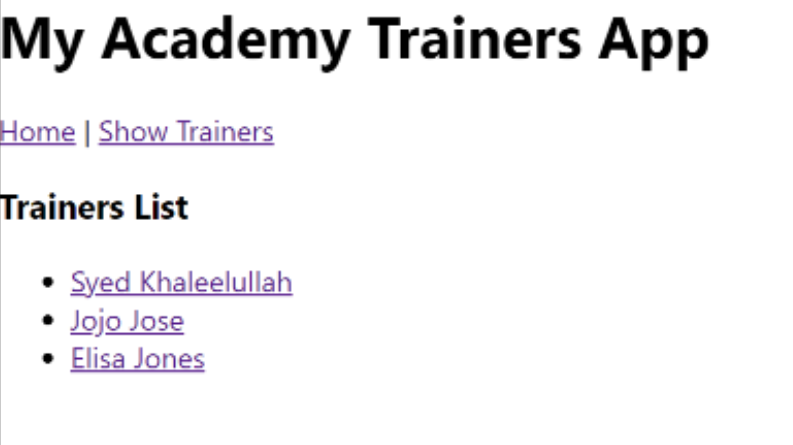 My Academy Trainers App
Home | Show Trainers
Trainers List
• Syed Khaleelullah
• Jojo Jose
• Elisa Jones